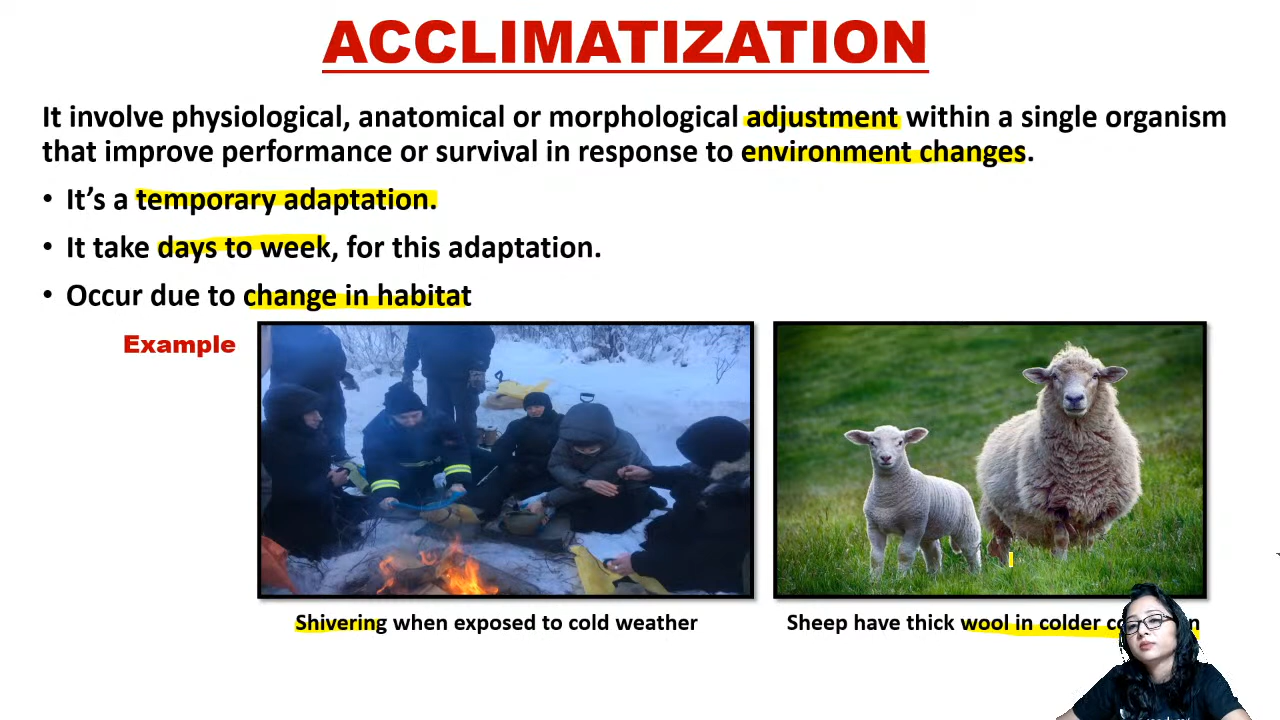 ACCLIMATIZATION
It involve physiological, anatomical or morphological adjustment within a single organism
that improve performance or survival in response to environment changes.
• It's a temporary adaptation.
• It take days to week, for this adaptation.
• Occur due to change in habitat
Example
Shivering when exposed to cold weather
Sheep have thick wool in colder